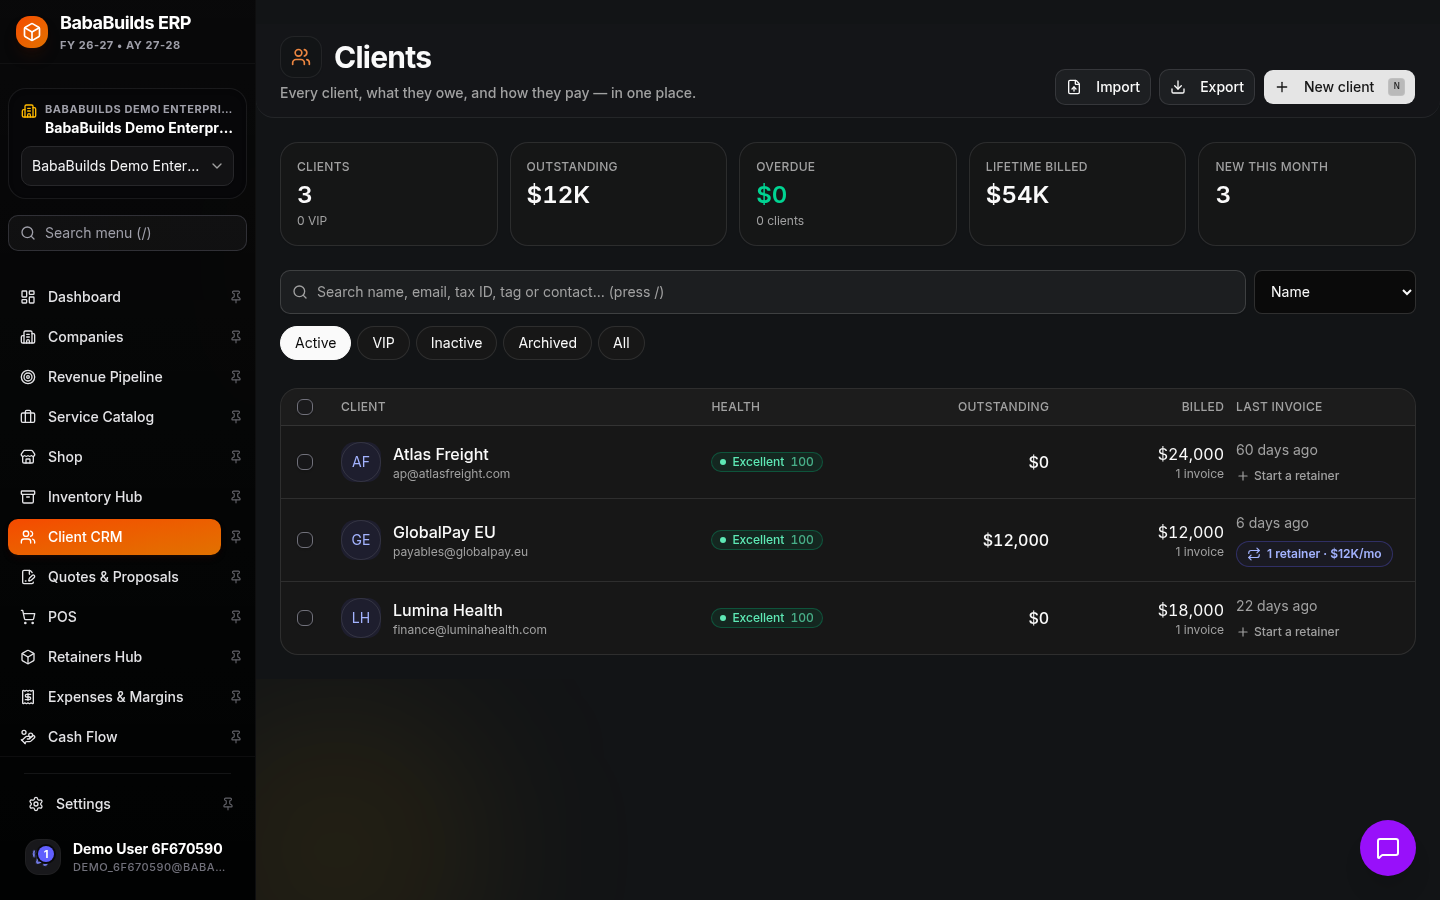 BabaBuilds ERP
FY 26-27 • AY 27-28
BABABUILDS DEMO ENTERPRI...
BabaBuilds Demo Enterpr...
BabaBuilds Demo Enter...
Search menu (/)
Dashboard
Companies
Revenue Pipeline
Service Catalog
Shop
Inventory Hub
Client CRM
Quotes & Proposals
POS
Retainers Hub
Expenses & Margins
Cash Flow
Settings
1
Demo User 6F670590
DEMO_6F670590@BABA...
Clients
Every client, what they owe, and how they pay — in one place.
Import
Export
New client N
CLIENTS
3
0 VIP
OUTSTANDING
$12K
OVERDUE
$0
0 clients
LIFETIME BILLED
$54K
NEW THIS MONTH
3
Search name, email, tax ID, tag or contact... (press /)
Name
Active VIP Inactive Archived All
CLIENT HEALTH OUTSTANDING BILLED LAST INVOICE
AF Atlas Freight
ap@atlasfreight.com
Excellent 100
$0
$24,000
1 invoice
60 days ago
Start a retainer
GE GlobalPay EU
payables@globalpay.eu
Excellent 100
$12,000
$12,000
1 invoice
6 days ago
1 retainer · $12K/mo
LH Lumina Health
finance@luminahealth.com
Excellent 100
$0
$18,000
1 invoice
22 days ago
Start a retainer